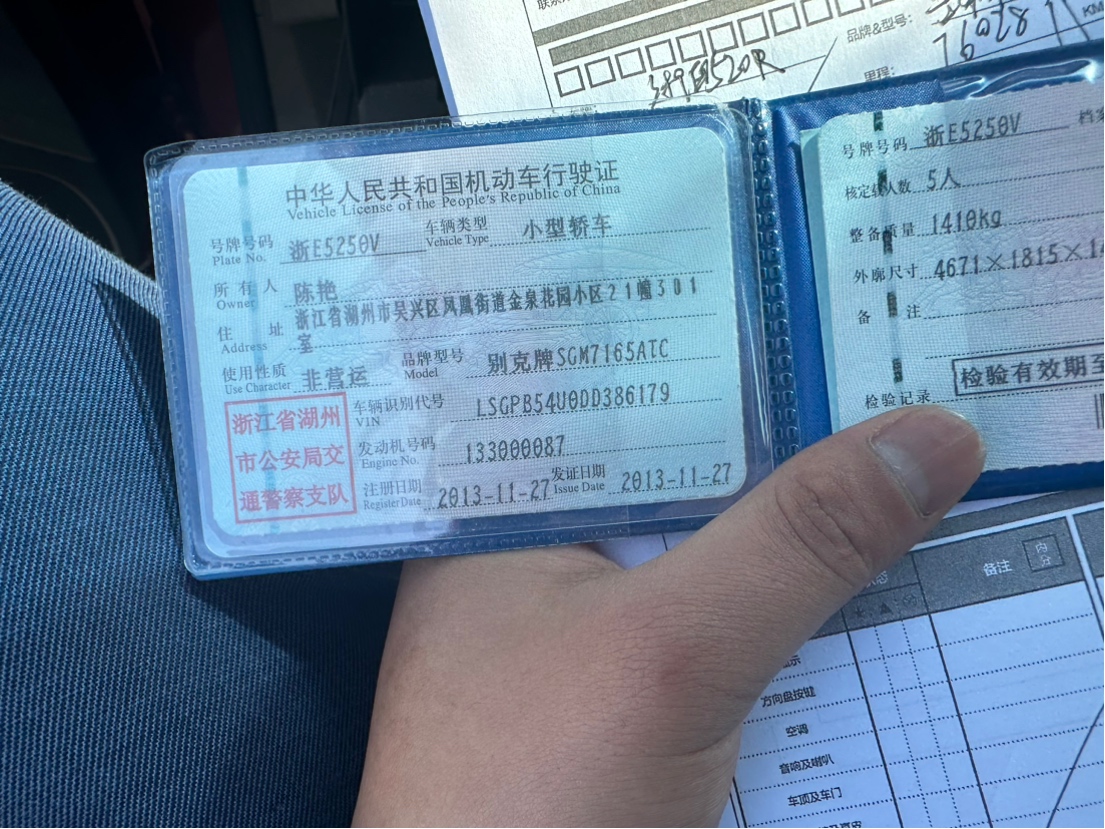 品牌&型号:
里程:
KM
中华人民共和国机动车行驶证
Vehicle License of the People's Republic of China
号牌号码 浙E5250V 车辆类型 小型轿车
Plate No. Vehicle Type
所有人 陈艳
Owner
住址 浙江省湖州市吴兴区凤凰街道金泉花园小区21幢301
Address 室
使用性质 非营运 品牌型号 别克牌SGM7165ATC
Use Character Model
浙江省湖州
市公安局交
通警察支队
车辆识别代号 LSGPB54U0DD386179
VIN
发动机号码 133000087
Engine No.
注册日期 2013-11-27 发证日期 2013-11-27
Register Date Issue Date
号牌号码 浙E5250V
核定载人数 5人
整备质量 1410kg
外廓尺寸 4671×1815×14
备注
检验有效期至
检验记录
备注
方向盘按键
空调
音响及喇叭
车顶及车门